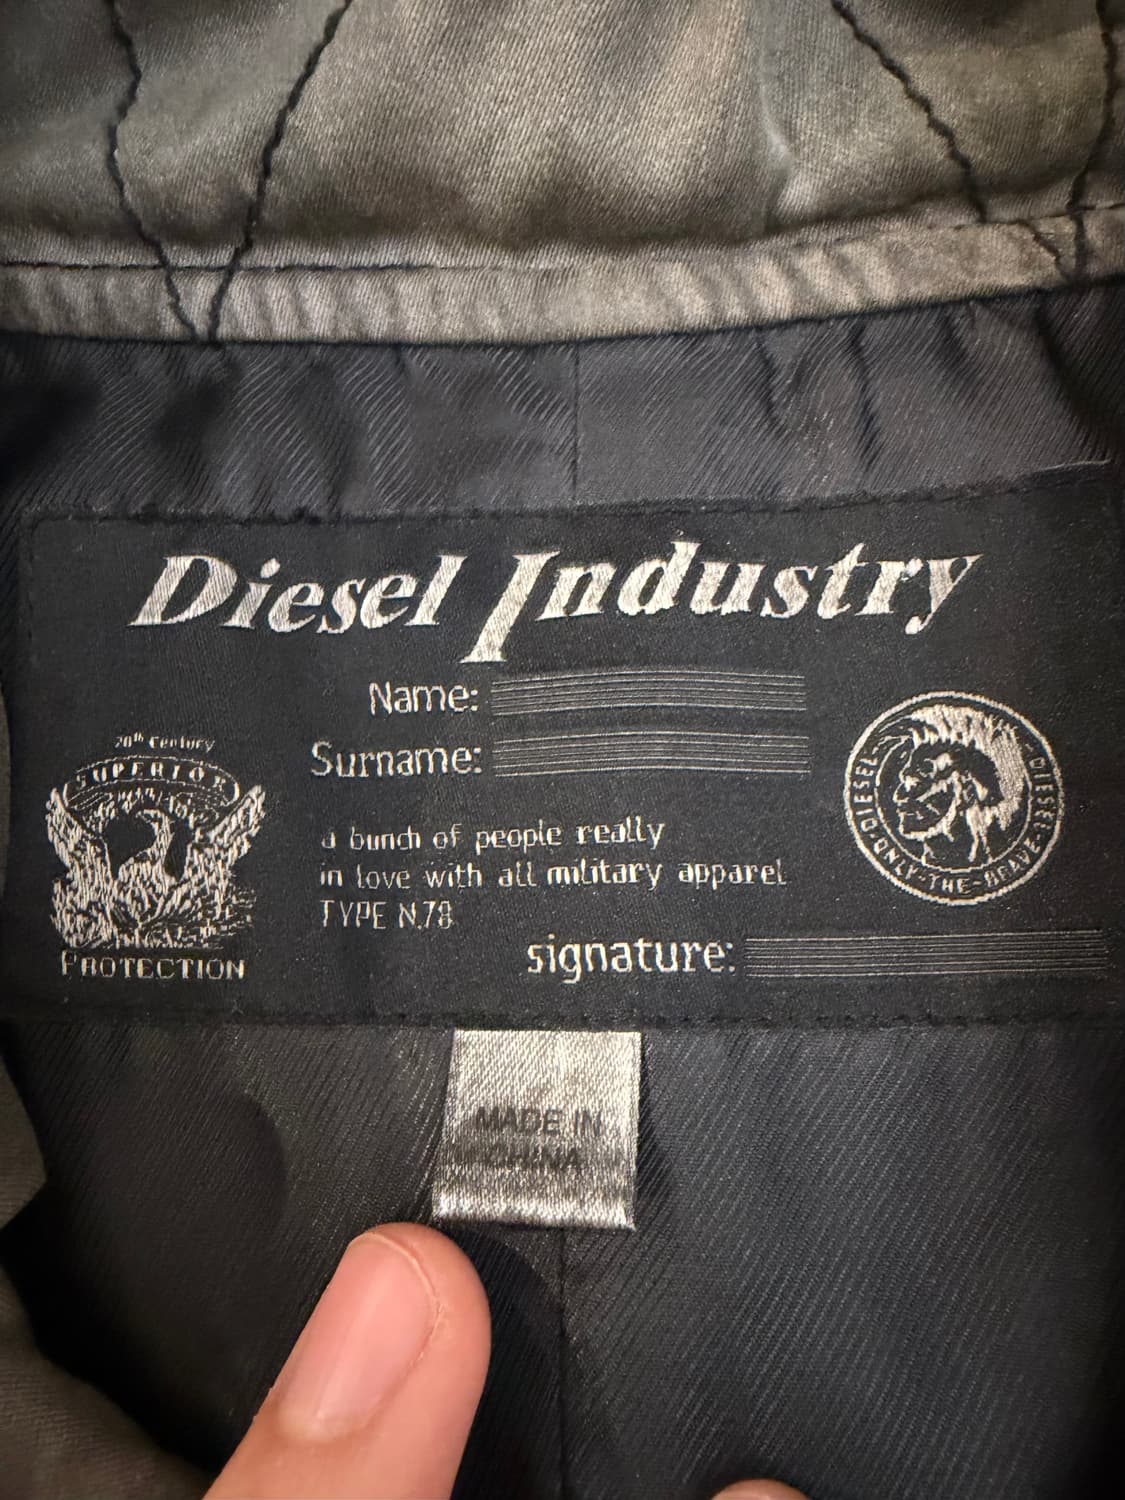 Diesel Industry
Name:
Surname:
20th Century
SUPERIOR
PROTECTION
a bunch of people really
in love with all military apparel
TYPE N.78
signature:
DIESEL · ONLY · THE · BRAVE · DIESEL
MADE IN
CHINA